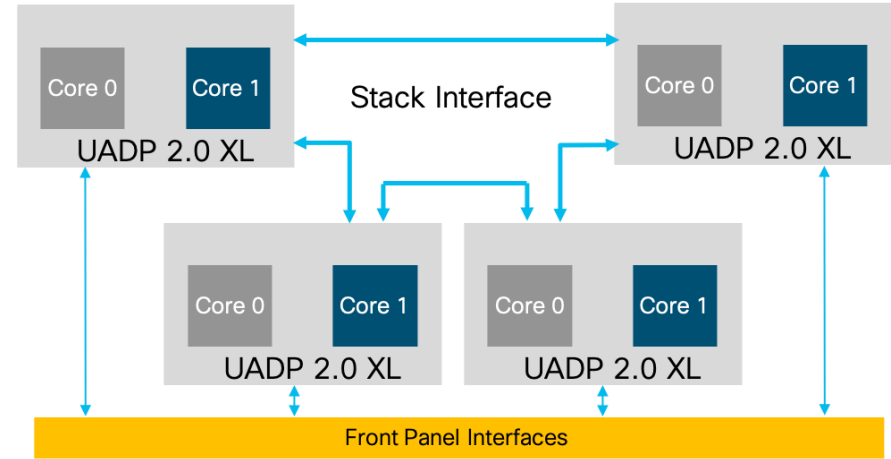 Core 0
Core 1
UADP 2.0 XL
Stack Interface
Core 0
Core 1
UADP 2.0 XL
Core 0
Core 1
UADP 2.0 XL
Core 0
Core 1
UADP 2.0 XL
Front Panel Interfaces